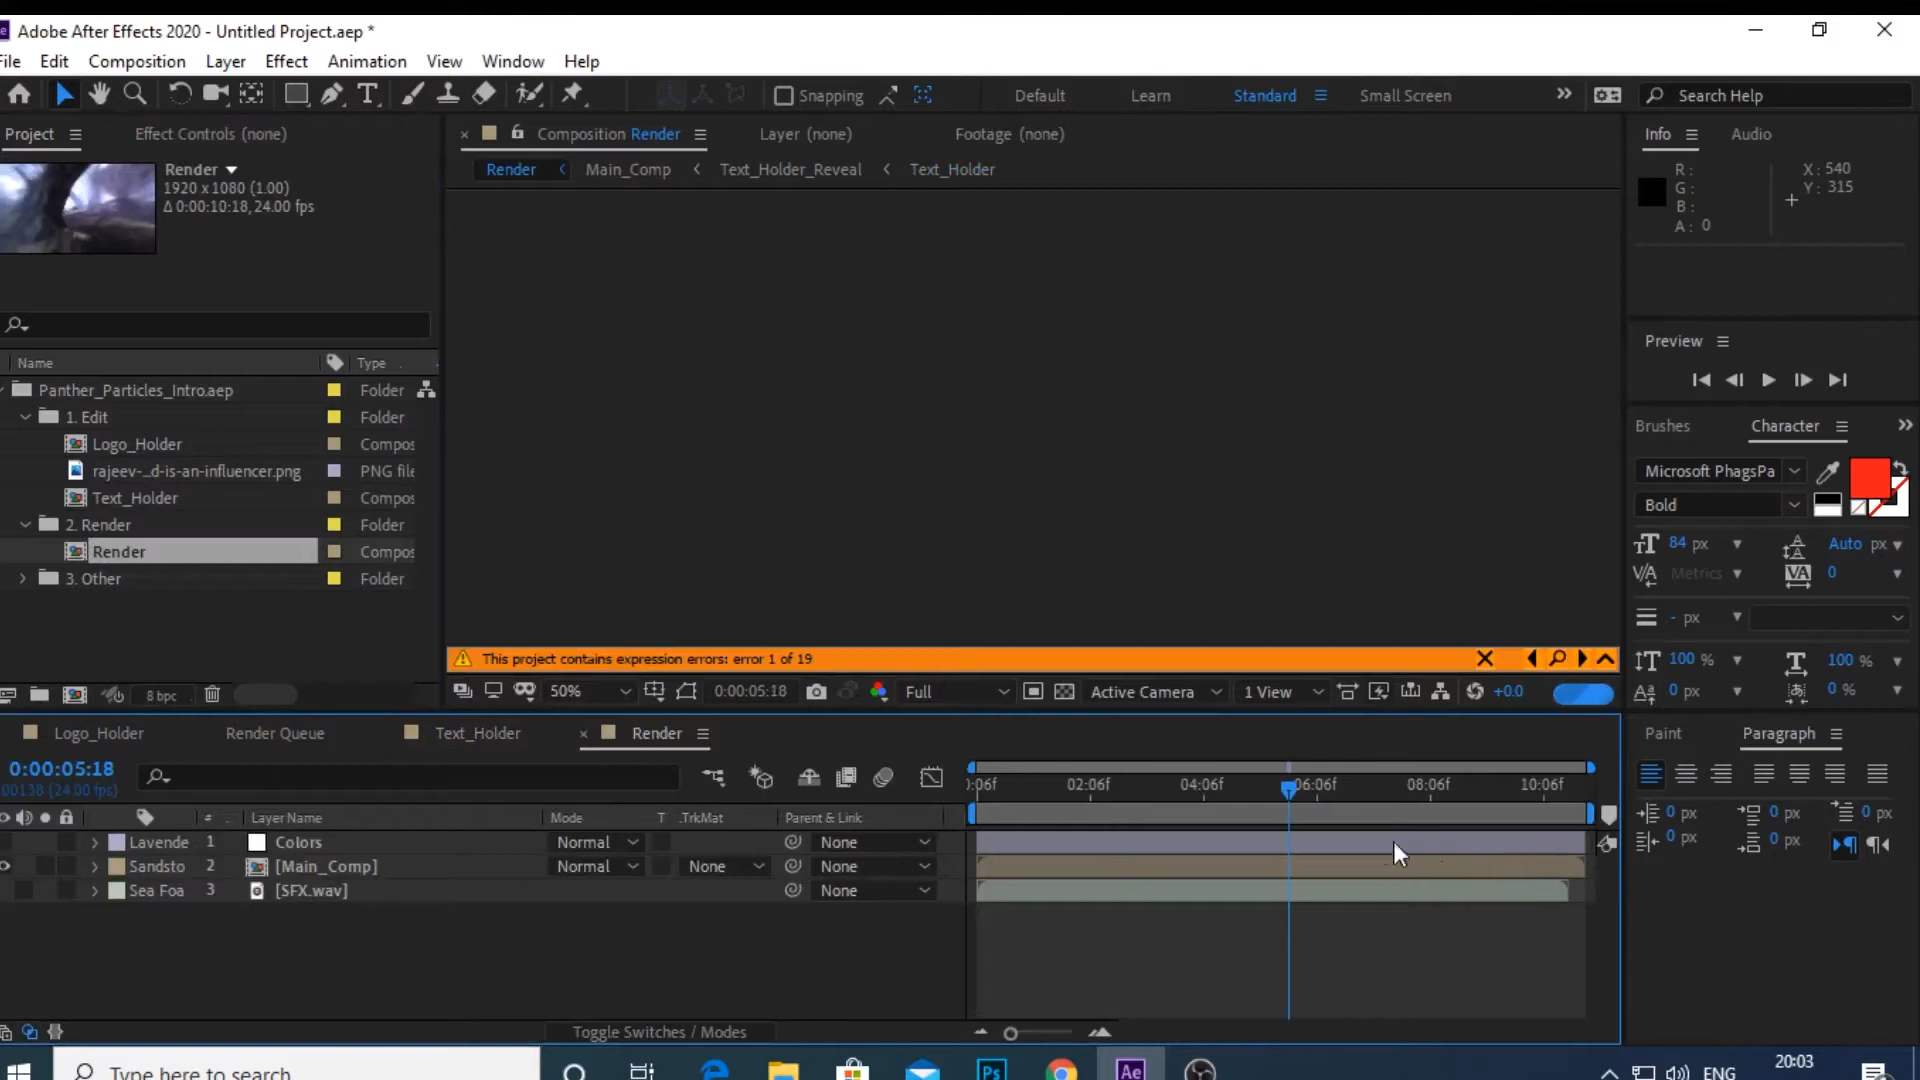 Adobe After Effects 2020 - Untitled Project.aep *
File Edit Composition Layer Effect Animation View Window Help
Snapping Default Learn Standard Small Screen Search Help
Project Effect Controls (none) Composition Render Layer (none) Footage (none) Info Audio
Render
1920 x 1080 (1.00)
Δ 0:00:10:18, 24.00 fps
Render Main_Comp Text_Holder_Reveal Text_Holder
R : X : 540
G : Y : 315
B :
A : 0
Preview
Name Type
Panther_Particles_Intro.aep Folder
1. Edit Folder
Logo_Holder Compos
rajeev-...d-is-an-influencer.png PNG file
Text_Holder Compos
2. Render Folder
Render Compos
3. Other Folder
Brushes Character
Microsoft PhagsPa
Bold
84 px Auto px
Metrics 0
- px
100 % 100 %
0 px 0 %
This project contains expression errors: error 1 of 19
8 bpc 50% 0:00:05:18 Full Active Camera 1 View +0.0
Logo_Holder Render Queue Text_Holder Render
Paint Paragraph
0:00:05:18
00138 (24.00 fps)
:06f 02:06f 04:06f 06:06f 08:06f 10:06f
# Layer Name Mode T .TrkMat Parent & Link
Lavende 1 Colors Normal None
Sandsto 2 [Main_Comp] Normal None None
Sea Foa 3 [SFX.wav] None
0 px 0 px 0 px
0 px 0 px
Toggle Switches / Modes
Type here to search
Ps Ae
20:03
ENG